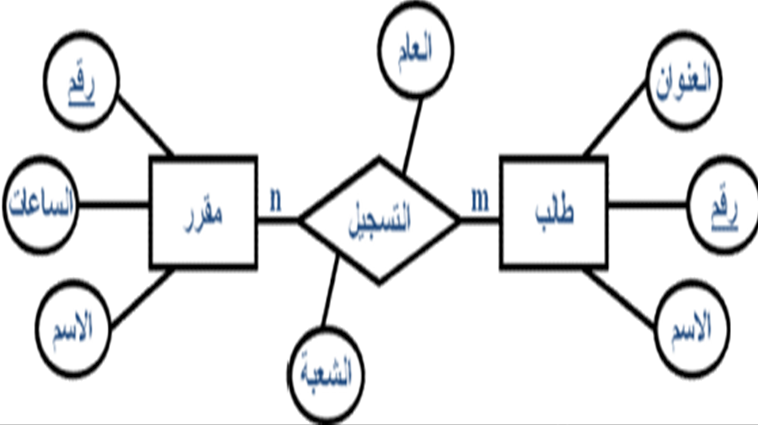 العام
العنوان
رقم
رقم
طالب
m
التسجيل
n
مقرر
الساعات
الاسم
الاسم
الشعبة